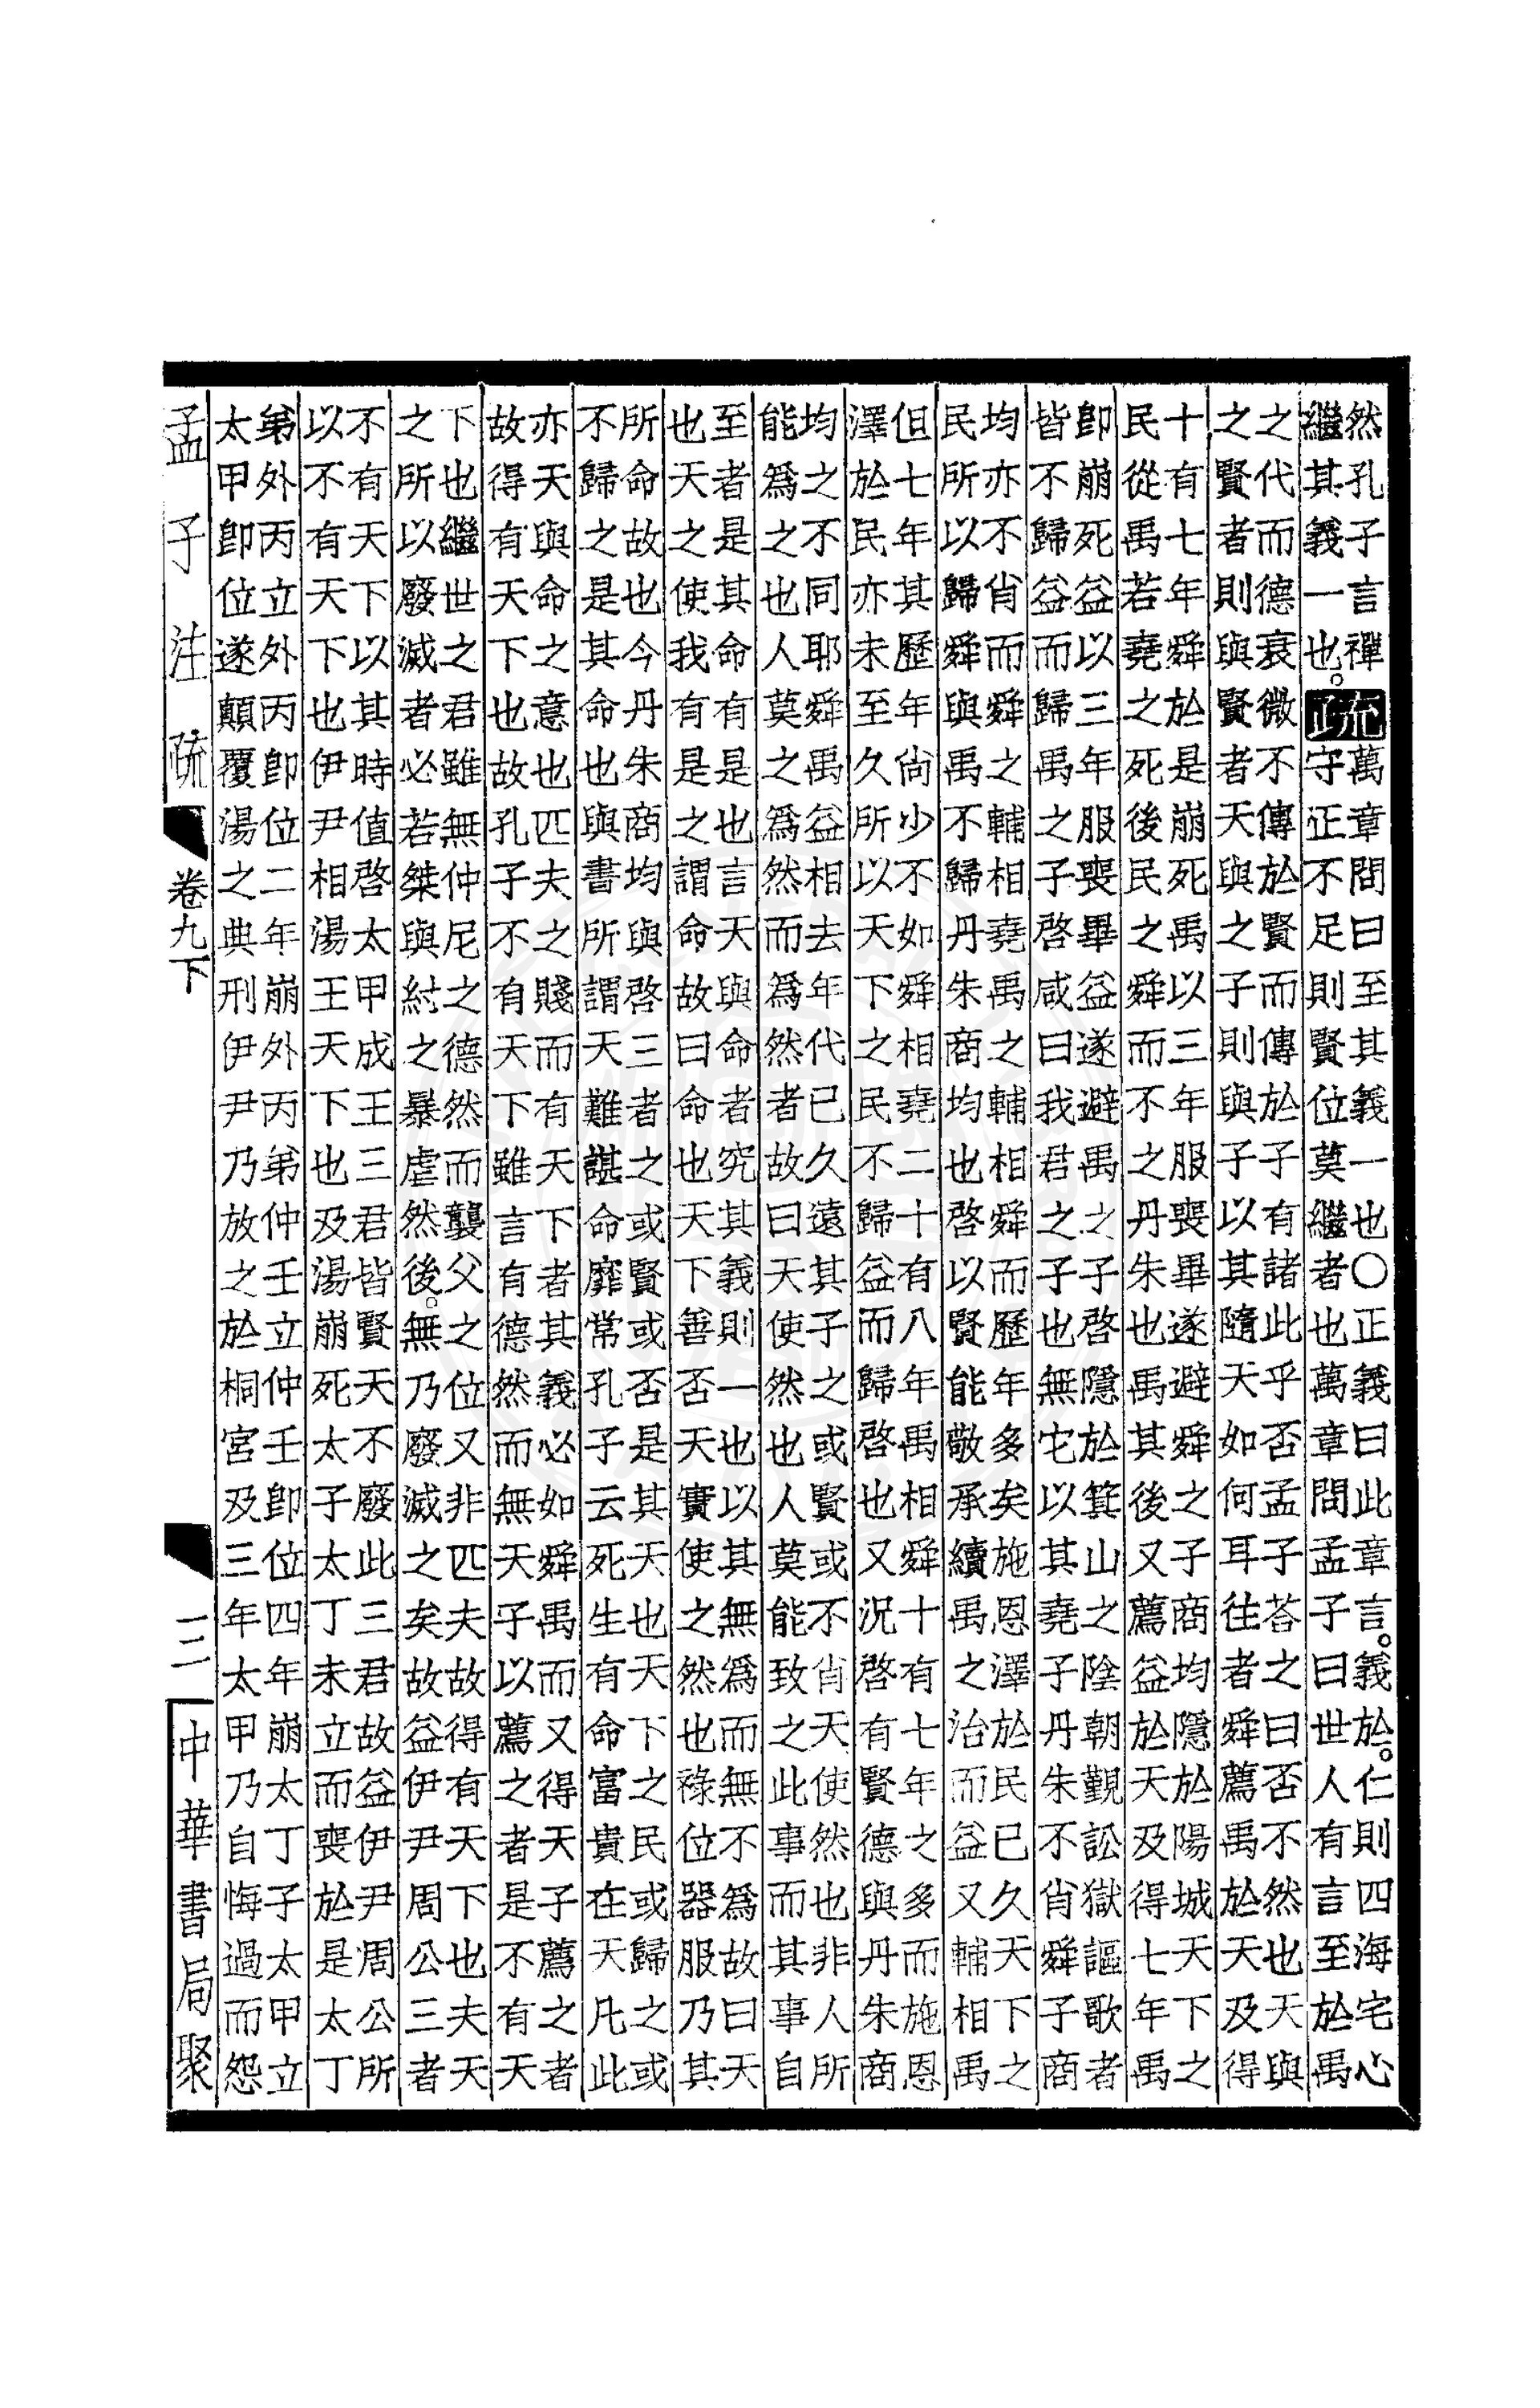 然孔子言禪
繼其義一也。
疏
萬章問曰至其義一也○正義曰此章言。義於。仁則四海宅心
守正不足則賢位莫繼者也萬章問孟子曰世人有言至於禹
之代而德衰微不傳於賢而傳於子有諸此乎否孟子荅之曰否不然也天與
之賢者則與賢者天與之子則與子以其隨天如何耳往者舜薦禹於天及得
十有七年舜於是崩死禹以三年服喪畢遂避舜之子商均隱於陽城天下之
民從禹若堯之死後民之舜而不之丹朱也禹其後又薦益於天及得七年禹
卽崩死益以三年服喪畢益遂避禹之子啓隱於箕山之陰朝覲訟獄謳歌者
皆不歸益而歸禹之子啓咸曰我君之子也無它以其堯子丹朱不肖舜子商
均亦不肖而舜之輔相堯禹之輔相舜而歷年多矣施恩澤於民已久天下之
民所以歸舜與禹不歸丹朱商均也啓以賢能敬承續禹之治而益又輔相禹
但七年其歷年尙少不如舜相堯二十有八年禹相舜十有七年之多而施恩
澤於民亦未至久所以天下之民不歸益而歸啓也又況啓有賢德與丹朱商
均之不同耶舜禹益相去年代已久遠其子之或賢或不肖天使然也非人所
能爲之也人莫之爲然而爲然者故曰天使然也人莫能致之此事而其事自
至者是其命有是也言天與命者究其義則一也以其無爲而無不爲故曰天
也天之使我有是之謂命故曰命也天下善否天實使之然也祿位器服乃其
所命故也今丹朱商均與啓三者之或賢或否是其天也天下之民或歸之或
不歸之是其命也與書所謂天難諶命靡常孔子云死生有命富貴在天凡此
亦天與命之意也匹夫之賤而有天下者其義必如舜禹而又得天子薦之者
故得有天下也故孔子不有天下雖言有德然而無天子以薦之者是不有天
下也繼世之君雖無仲尼之德然而襲父之位又非匹夫故得有天下也夫天
之所以廢滅者必若桀與紂之暴虐然後。無乃廢滅之矣故益伊尹周公三者
不有天下以其時值啓太甲成王三君皆賢天不廢此三君故益伊尹周公所
以不有天下也伊尹相湯王天下也及湯崩死太子太丁未立而喪於是太丁
弟外丙立外丙卽位二年崩外丙弟仲壬立仲壬卽位四年崩太丁子太甲立
太甲卽位遂顛覆湯之典刑伊尹乃放之於桐宮及三年太甲乃自悔過而怨
孟子注疏 卷九下 三 中華書局聚